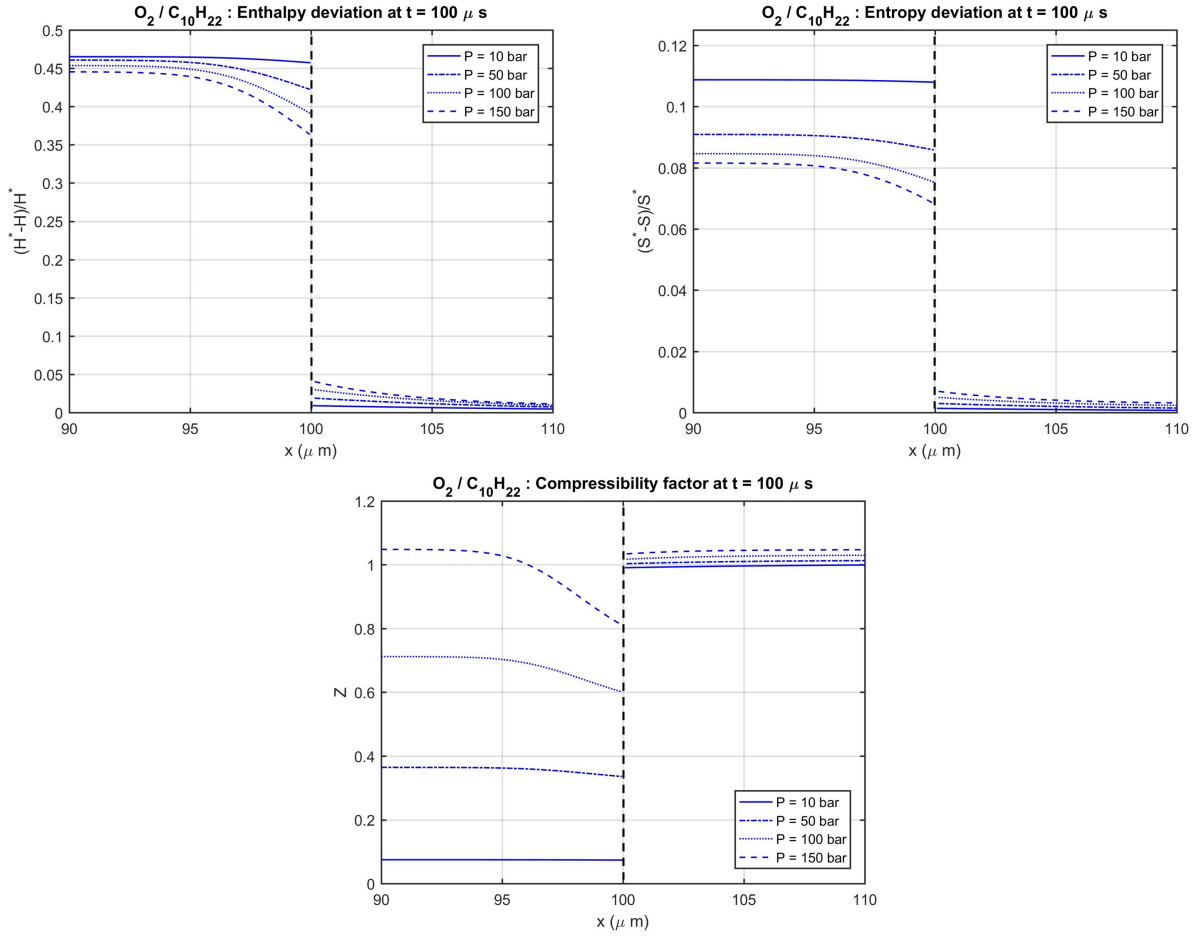 O2 / C10H22 : Enthalpy deviation at t = 100 μ s
(H*-H)/H*
0.5
0.45
0.4
0.35
0.3
0.25
0.2
0.15
0.1
0.05
0
90
95
100
105
110
x (μ m)
P = 10 bar
P = 50 bar
P = 100 bar
P = 150 bar
O2 / C10H22 : Entropy deviation at t = 100 μ s
(S*-S)/S*
0.12
0.1
0.08
0.06
0.04
0.02
0
90
95
100
105
110
x (μ m)
P = 10 bar
P = 50 bar
P = 100 bar
P = 150 bar
O2 / C10H22 : Compressibility factor at t = 100 μ s
Z
1.2
1
0.8
0.6
0.4
0.2
0
90
95
100
105
110
x (μ m)
P = 10 bar
P = 50 bar
P = 100 bar
P = 150 bar